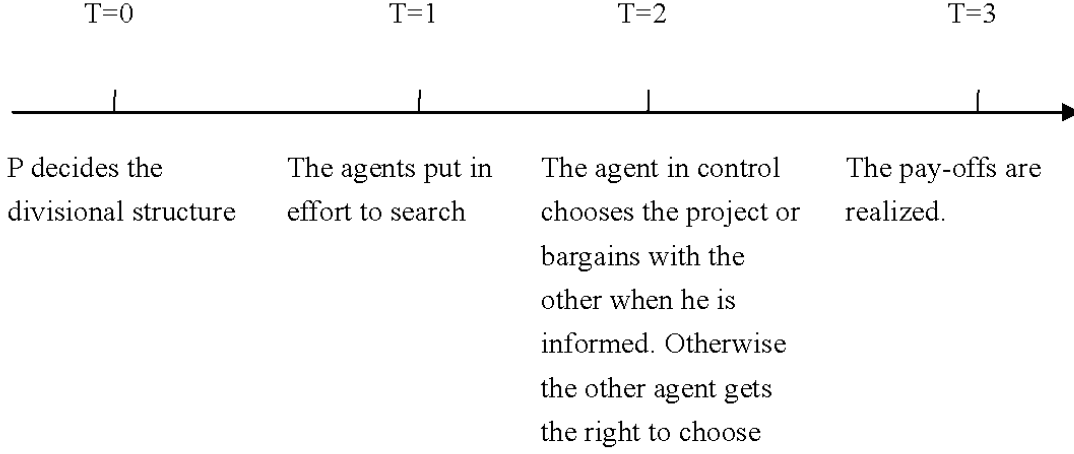 T=0
T=1
T=2
T=3
P decides the
divisional structure
The agents put in
effort to search
The agent in control
chooses the project or
bargains with the
other when he is
informed. Otherwise
the other agent gets
the right to choose
The pay-offs are
realized.